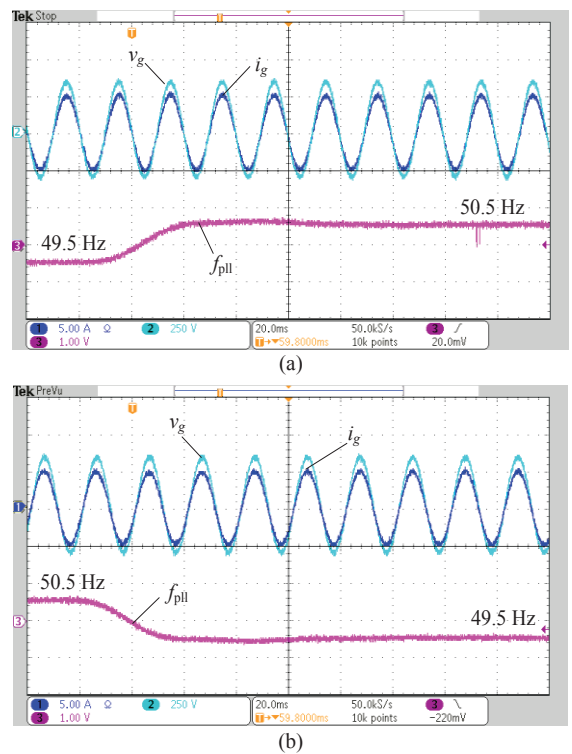 Tek Stop
T
T
v_g
i_g
2
49.5 Hz
50.5 Hz
3
f_pll
1 5.00 A Ω 2 250 V 20.0ms 50.0kS/s 3 ∫
3 1.00 V T→▼59.8000ms 10k points 20.0mV
(a)
Tek PreVu
T
T
v_g
i_g
1
50.5 Hz
f_pll
49.5 Hz
3
1 5.00 A Ω 2 250 V 20.0ms 50.0kS/s 3 \
3 1.00 V T→▼59.8000ms 10k points −220mV
(b)